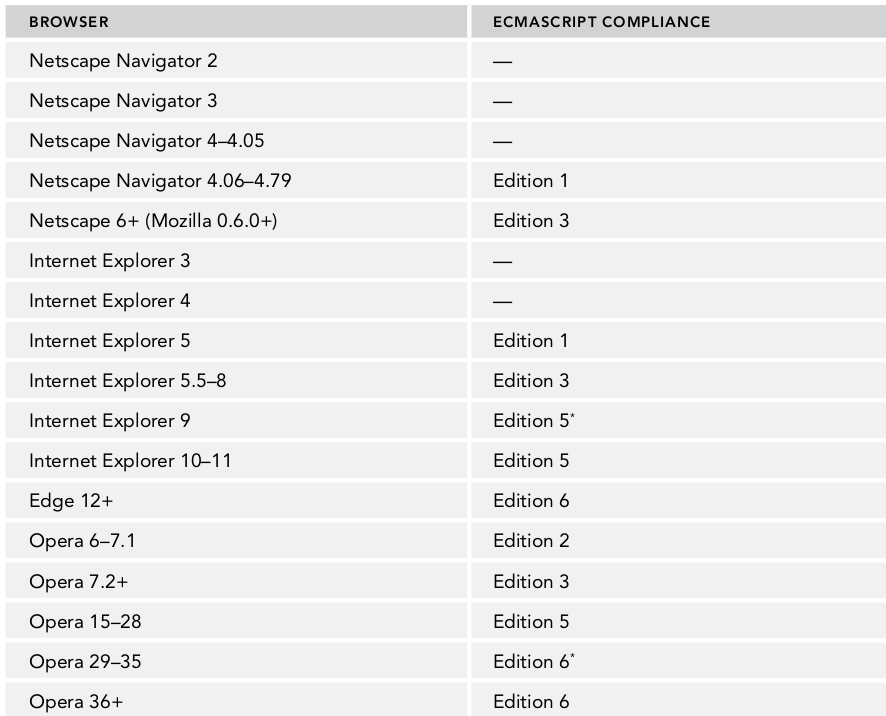 BROWSER ECMASCRIPT COMPLIANCE
Netscape Navigator 2 —
Netscape Navigator 3 —
Netscape Navigator 4–4.05 —
Netscape Navigator 4.06–4.79 Edition 1
Netscape 6+ (Mozilla 0.6.0+) Edition 3
Internet Explorer 3 —
Internet Explorer 4 —
Internet Explorer 5 Edition 1
Internet Explorer 5.5–8 Edition 3
Internet Explorer 9 Edition 5*
Internet Explorer 10–11 Edition 5
Edge 12+ Edition 6
Opera 6–7.1 Edition 2
Opera 7.2+ Edition 3
Opera 15–28 Edition 5
Opera 29–35 Edition 6*
Opera 36+ Edition 6